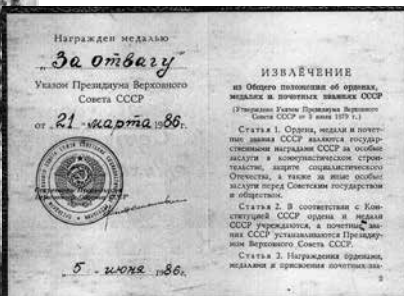 Награжден медалью
„За отвагу"
Указом Президиума Верховного
Совета СССР
от „21" марта 1986г.
„5" июня 1986г.
ИЗВЛЕЧЕНИЕ
из Общего положения об орденах,
медалях и почетных званиях СССР
(Утверждено Указом Президиума Верховного
Совета СССР от 3 июля 1979 г.)
Статья 1. Ордена, медали и почет-
ные звания СССР являются государ-
ственными наградами СССР за особые
заслуги в коммунистическом строи-
тельстве, защите социалистического
Отечества, а также за иные особые
заслуги перед Советским государством
и обществом.
Статья 2. В соответствии с Кон-
ституцией СССР ордена и медали
СССР учреждаются, а почетные зва-
ния СССР устанавливаются Президиу-
мом Верховного Совета СССР.
Статья 3. Награждения орденами,
медалями и присвоения почетных зва-